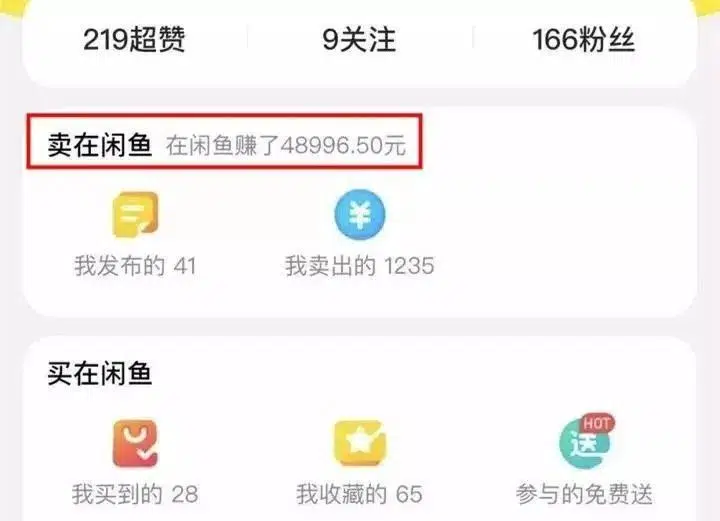 219超赞 9关注 166粉丝
卖在闲鱼 在闲鱼赚了48996.50元
¥
我发布的 41 我卖出的 1235
买在闲鱼
HOT
送
我买到的 28 我收藏的 65 参与的免费送